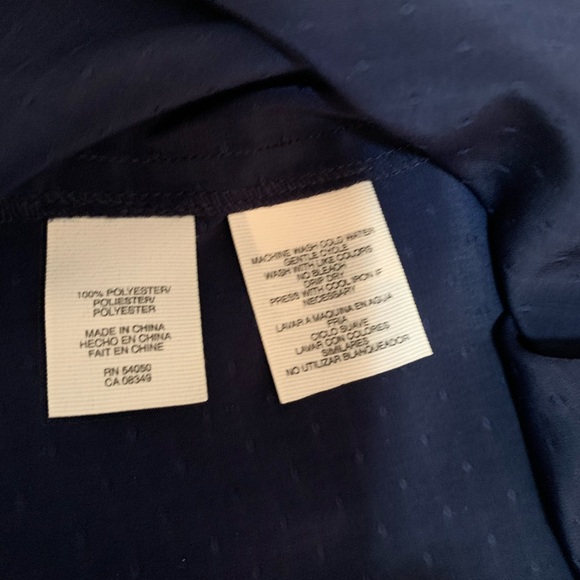 100% POLYESTER/
POLIESTER/
POLYESTER
MADE IN CHINA
HECHO EN CHINA
FAIT EN CHINE
RN 54050
CA 08349
MACHINE WASH COLD WATER
GENTLE CYCLE
WASH WITH LIKE COLORS
NO BLEACH
DRIP DRY
PRESS WITH COOL IRON IF
NECESSARY
LAVAR A MAQUINA EN AGUA
FRIA
CICLO SUAVE
LAVAR CON COLORES
SIMILARES
NO UTILIZAR BLANQUEADOR